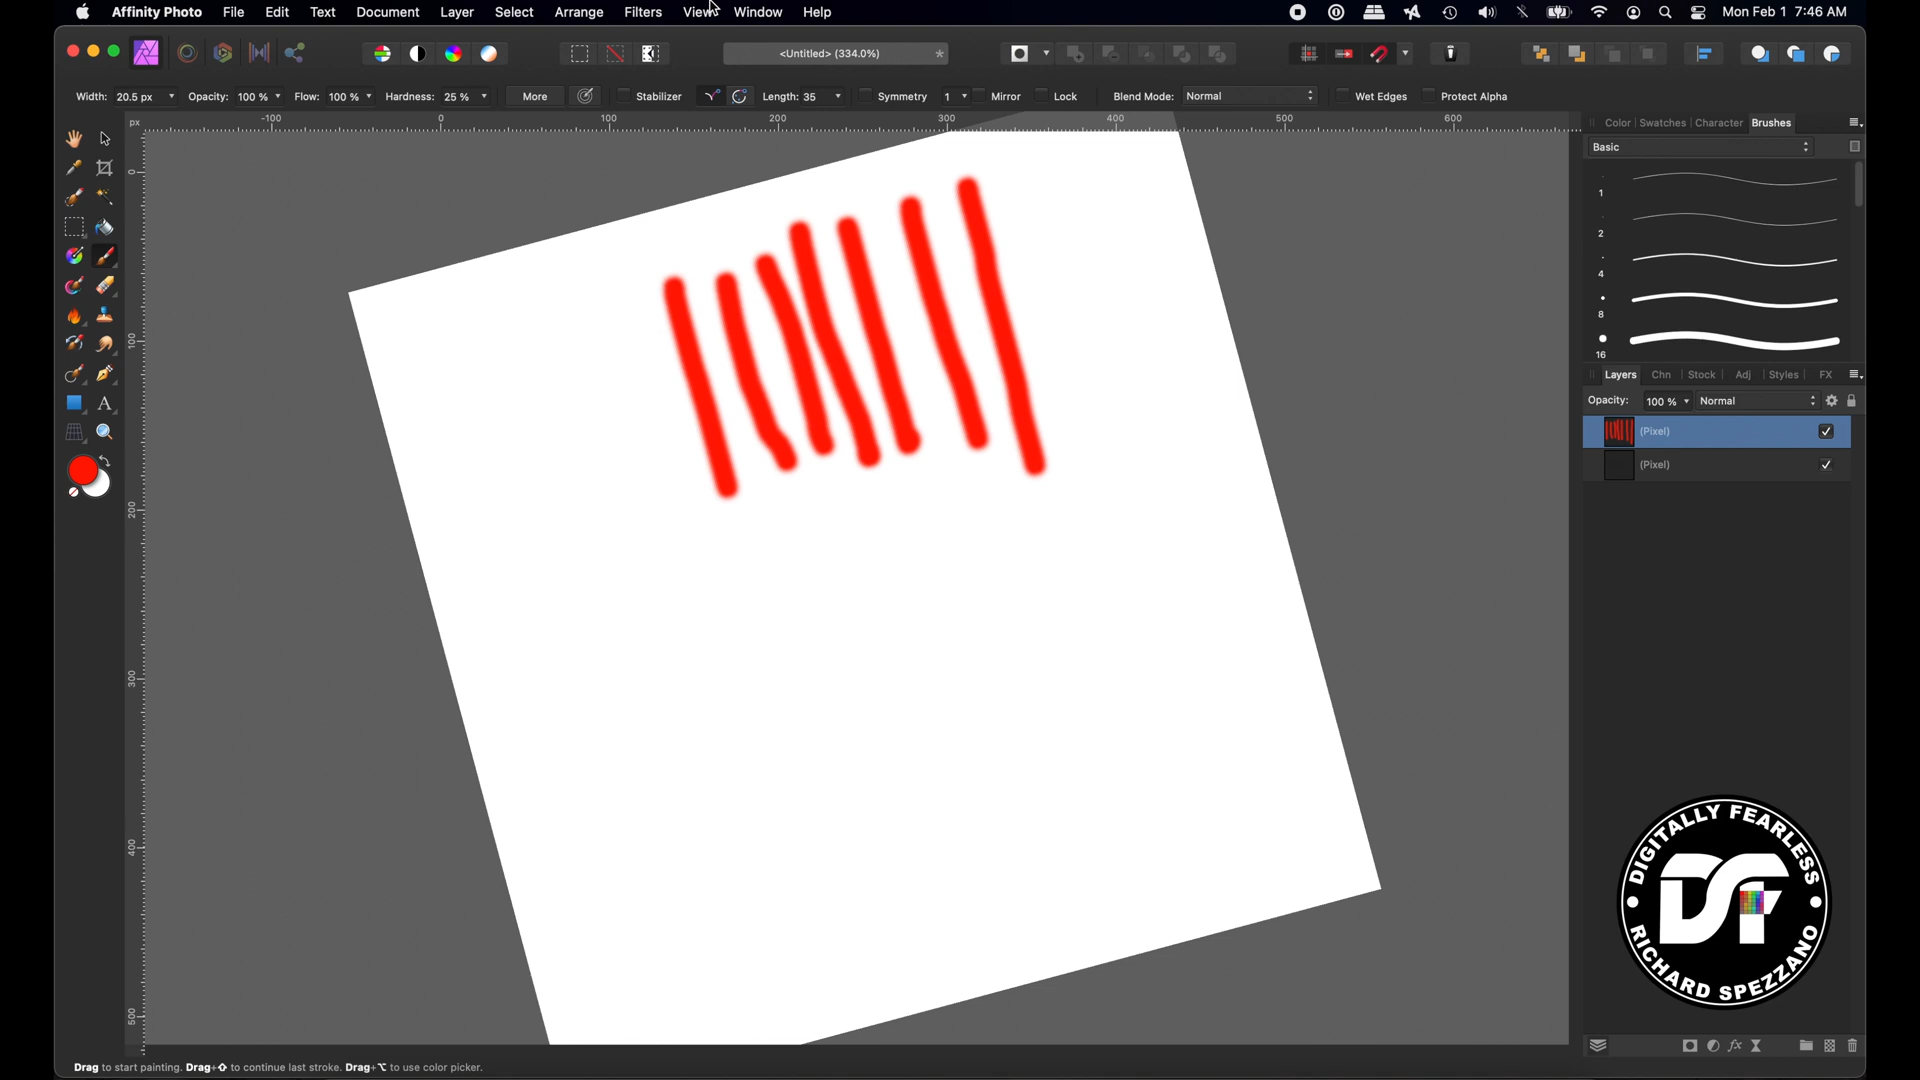 Affinity Photo File Edit Text Document Layer Select Arrange Filters View Window Help Mon Feb 1 7:46 AM
<Untitled> (334.0%) *
Width: 20.5 px Opacity: 100 % Flow: 100 % Hardness: 25 % More Stabilizer Length: 35 Symmetry 1 Mirror Lock Blend Mode: Normal Wet Edges Protect Alpha
px -100 0 100 200 300 400 500 600
0
100
200
300
400
500
Color Swatches Character Brushes
Basic
1
2
4
8
16
Layers Chn Stock Adj Styles FX
Opacity: 100 % Normal
(Pixel)
(Pixel)
DIGITALLY FEARLESS
DF
RICHARD SPEZZANO
Drag to start painting. Drag+⇧ to continue last stroke. Drag+⌥ to use color picker.